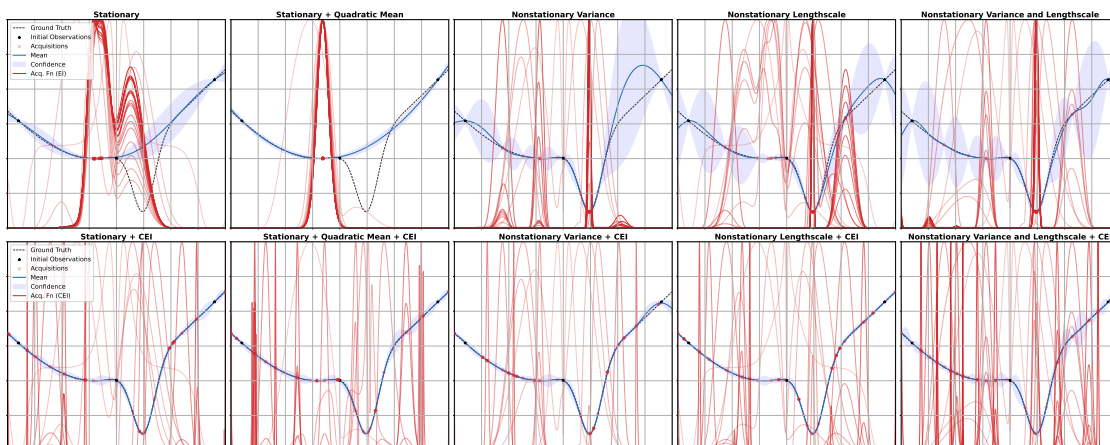 Stationary
Stationary + Quadratic Mean
Nonstationary Variance
Nonstationary Lengthscale
Nonstationary Variance and Lengthscale
Ground Truth
Initial Observations
Acquisitions
Mean
Confidence
Acq. Fn (EI)
Stationary + CEI
Stationary + Quadratic Mean + CEI
Nonstationary Variance + CEI
Nonstationary Lengthscale + CEI
Nonstationary Variance and Lengthscale + CE
Ground Truth
Initial Observations
Acquisitions
Mean
Confidence
Acq. Fn (CEI)